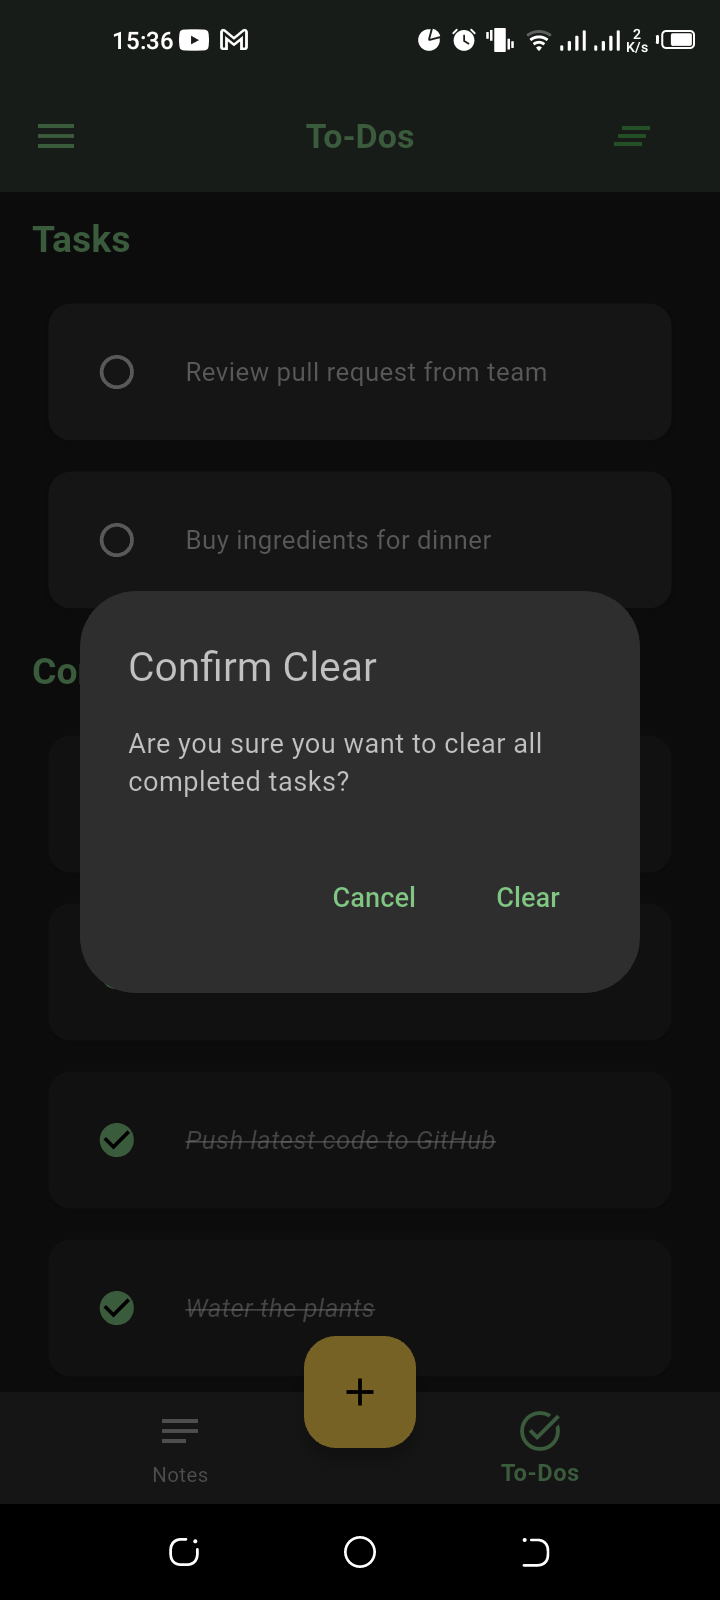 15:36
2
K/s
To-Dos
Tasks
Review pull request from team
Buy ingredients for dinner
Confirm Clear
Are you sure you want to clear all
completed tasks?
Cancel
Clear
Push latest code to GitHub
Water the plants
Notes
To-Dos